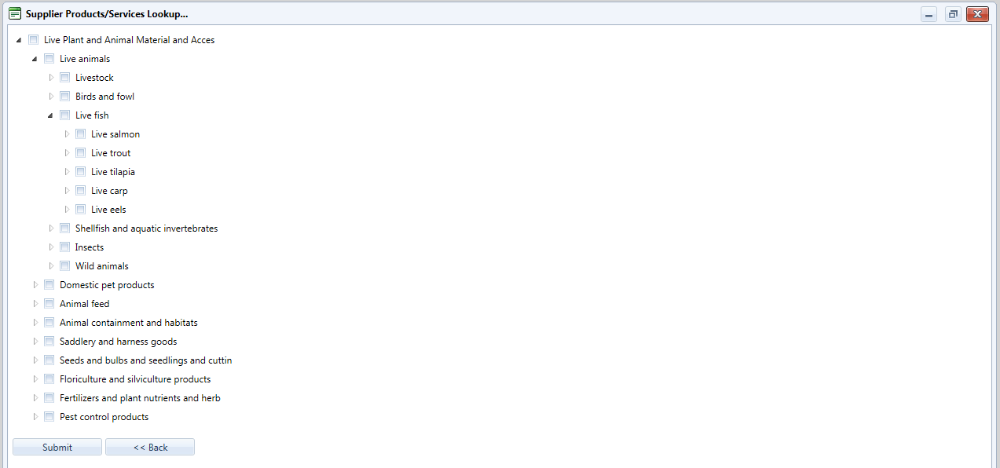 Supplier Products/Services Lookup...
Live Plant and Animal Material and Acces
Live animals
Livestock
Birds and fowl
Live fish
Live salmon
Live trout
Live tilapia
Live carp
Live eels
Shellfish and aquatic invertebrates
Insects
Wild animals
Domestic pet products
Animal feed
Animal containment and habitats
Saddlery and harness goods
Seeds and bulbs and seedlings and cuttin
Floriculture and silviculture products
Fertilizers and plant nutrients and herb
Pest control products
Submit << Back